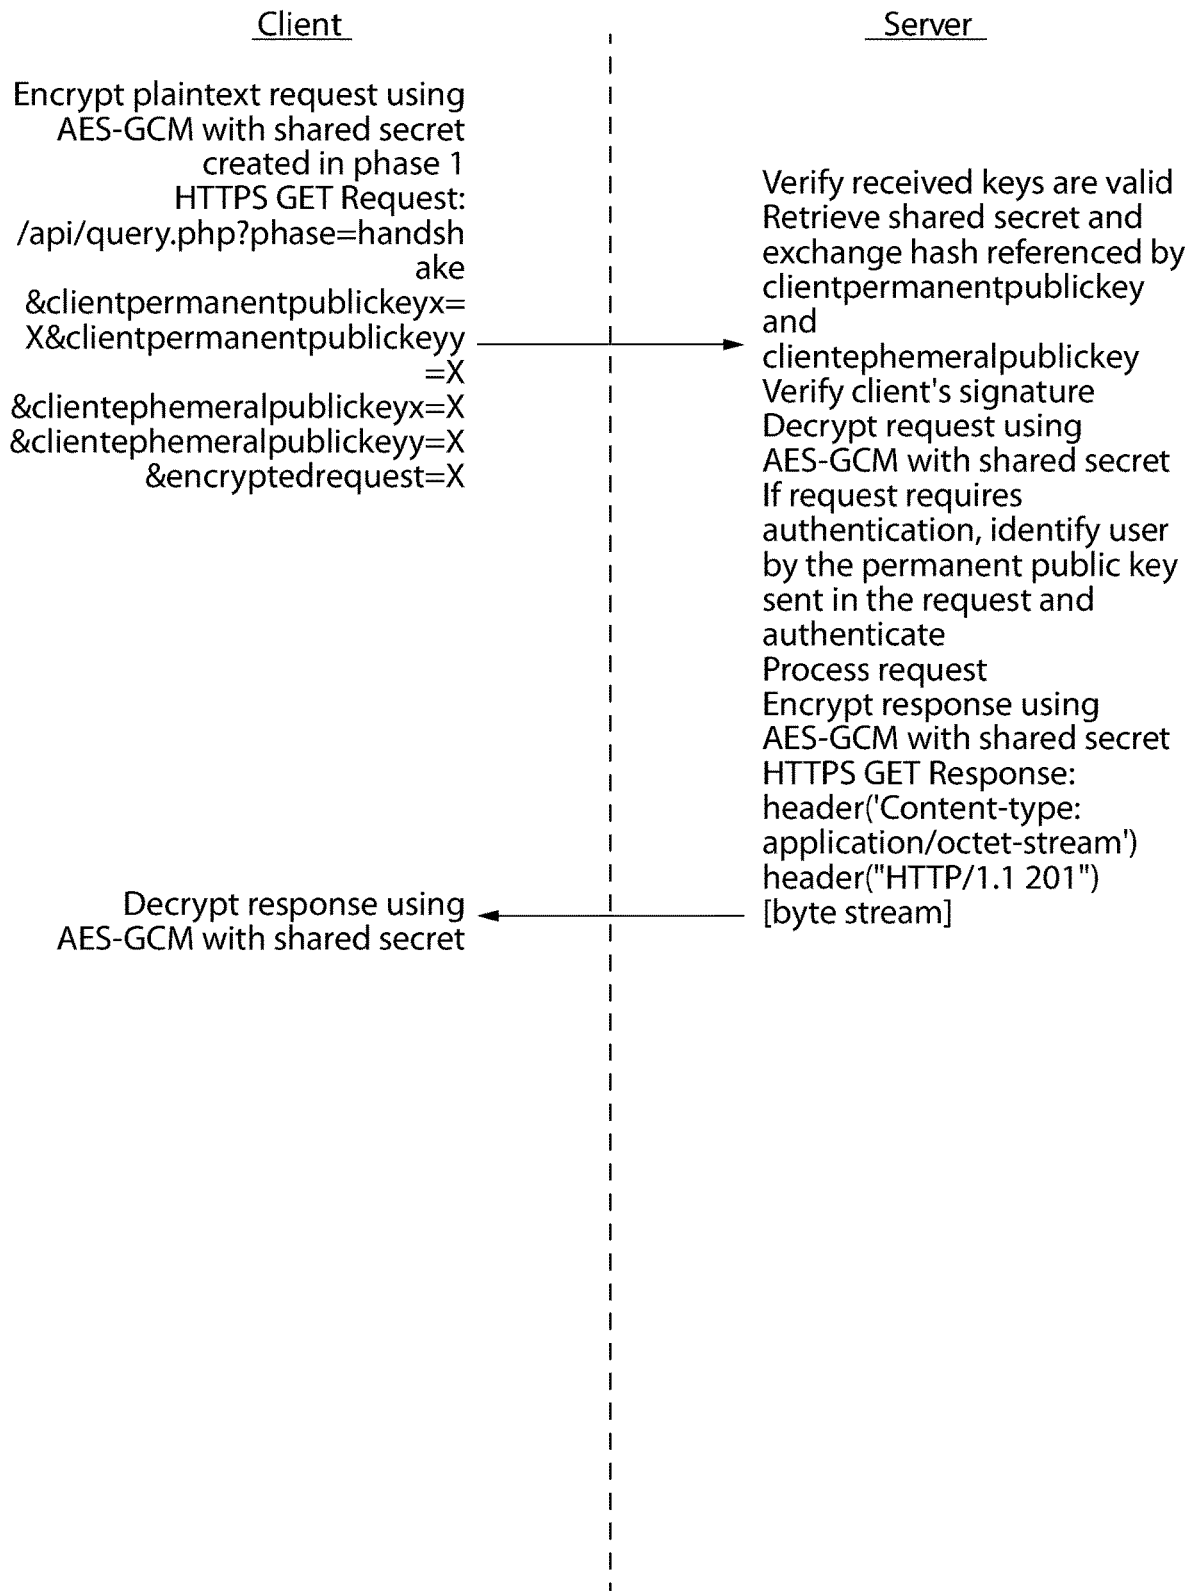 Client
Server
Encrypt plaintext request using
AES-GCM with shared secret
created in phase 1
HTTPS GET Request:
/api/query.php?phase=handsh
ake
&clientpermanentpublickeyx=
X&clientpermanentpublickeyy
=X
&clientephemeralpublickeyx=X
&clientephemeralpublickeyy=X
&encryptedrequest=X
Verify received keys are valid
Retrieve shared secret and
exchange hash referenced by
clientpermanentpublickey
and
clientephemeralpublickey
Verify client's signature
Decrypt request using
AES-GCM with shared secret
If request requires
authentication, identify user
by the permanent public key
sent in the request and
authenticate
Process request
Encrypt response using
AES-GCM with shared secret
HTTPS GET Response:
header('Content-type:
application/octet-stream')
header("HTTP/1.1 201")
[byte stream]
Decrypt response using
AES-GCM with shared secret